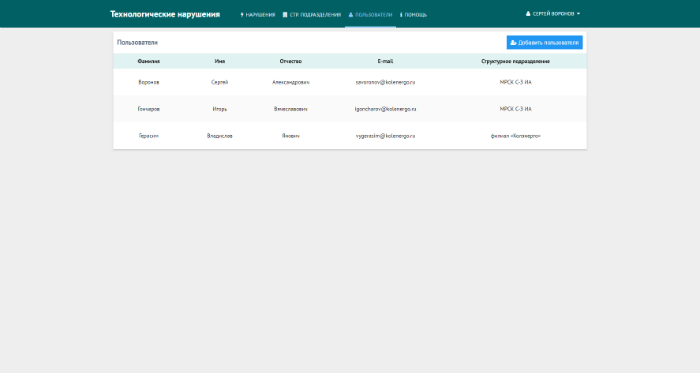 Технологические нарушения
НАРУШЕНИЯ СТР. ПОДРАЗДЕЛЕНИЯ ПОЛЬЗОВАТЕЛИ ПОМОЩЬ СЕРГЕЙ ВОРОНОВ
Пользователи Добавить пользователя
Фамилия Имя Отчество E-mail Структурное подразделение
Воронов Сергей Александрович savoronov@kolenergo.ru МРСК С-З ИА
Гончаров Игорь Вячеславович igoncharov@kolenergo.ru МРСК С-З ИА
Герасим Владислав Янович vygerasim@kolenergo.ru филиал «Колэнерго»